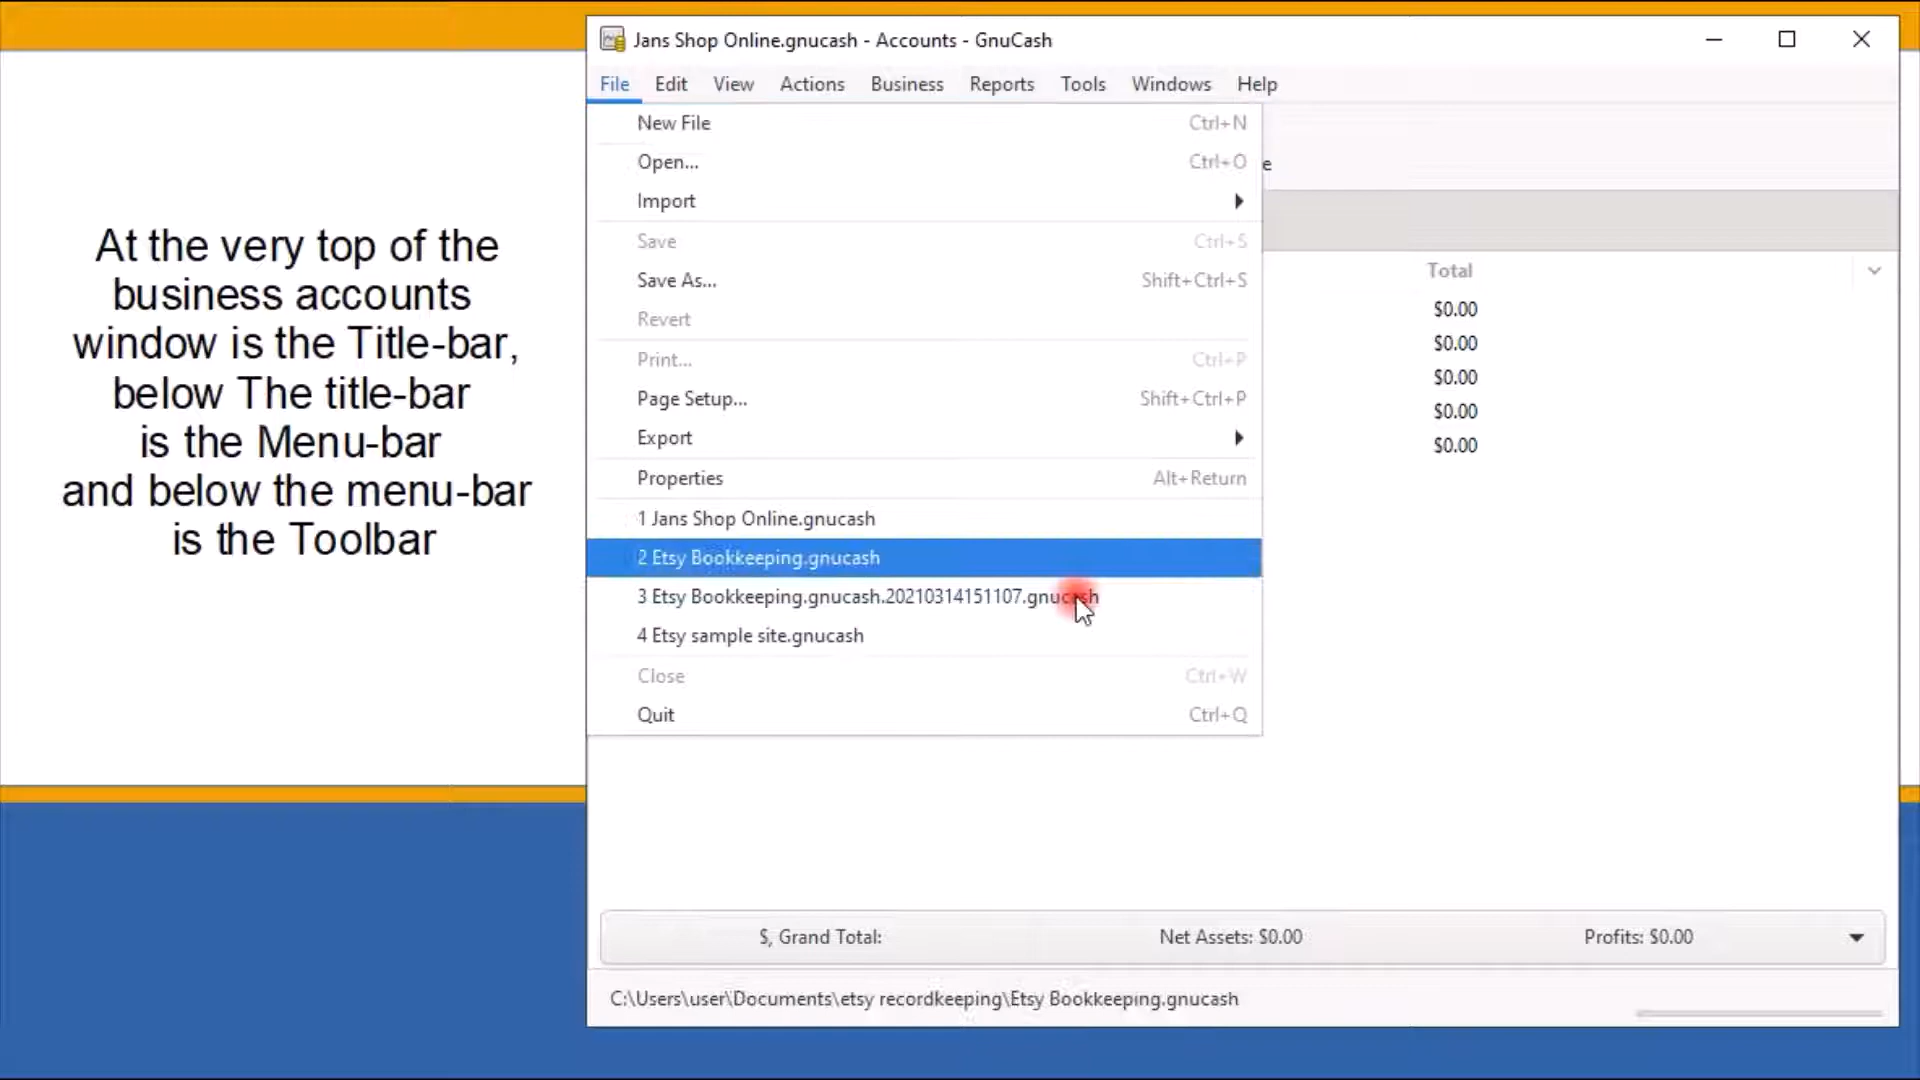 At the very top of the
business accounts
window is the Title-bar,
below The title-bar
is the Menu-bar
and below the menu-bar
is the Toolbar
Jans Shop Online.gnucash - Accounts - GnuCash
File Edit View Actions Business Reports Tools Windows Help
New File Ctrl+N
Open... Ctrl+O
e
Import
Save Ctrl+S
Save As... Shift+Ctrl+S
Revert
Print... Ctrl+P
Page Setup... Shift+Ctrl+P
Export
Properties Alt+Return
1 Jans Shop Online.gnucash
2 Etsy Bookkeeping.gnucash
3 Etsy Bookkeeping.gnucash.20210314151107.gnucash
4 Etsy sample site.gnucash
Close Ctrl+W
Quit Ctrl+Q
Total
$0.00
$0.00
$0.00
$0.00
$0.00
$, Grand Total: Net Assets: $0.00 Profits: $0.00
C:\Users\user\Documents\etsy recordkeeping\Etsy Bookkeeping.gnucash